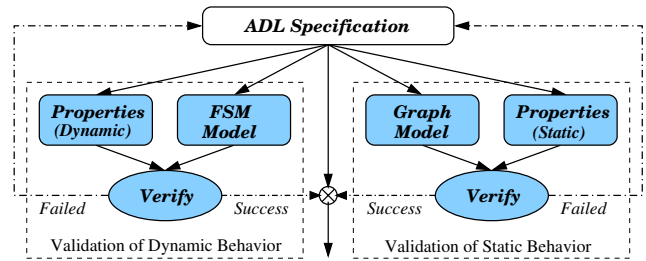 ADL Specification
Properties
(Dynamic)
FSM
Model
Graph
Model
Properties
(Static)
Verify
Verify
Failed
Success
Success
Failed
Validation of Dynamic Behavior
Validation of Static Behavior